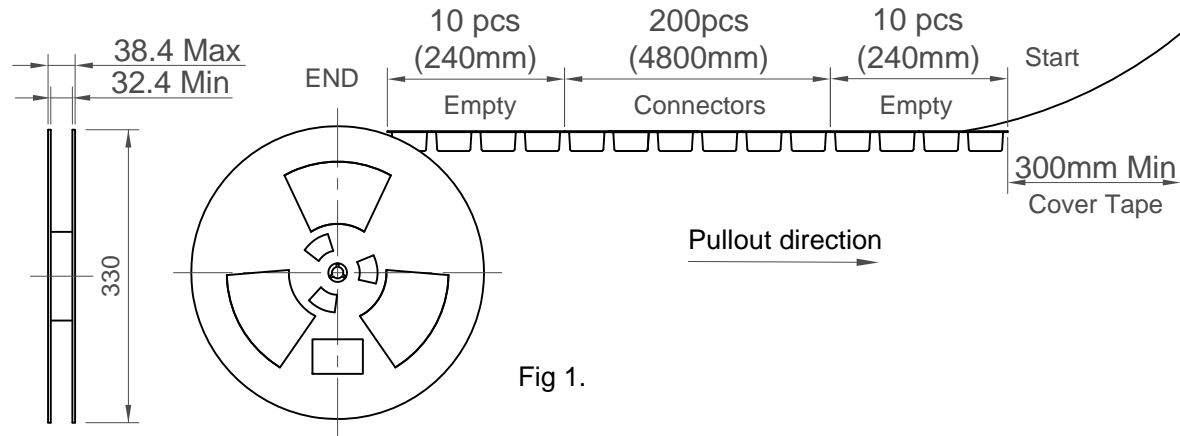 38.4 Max
32.4 Min
330
END
10 pcs
(240mm)
Empty
200pcs
(4800mm)
Connectors
10 pcs
(240mm)
Empty
Start
300mm Min
Cover Tape
Pullout direction
Fig 1.